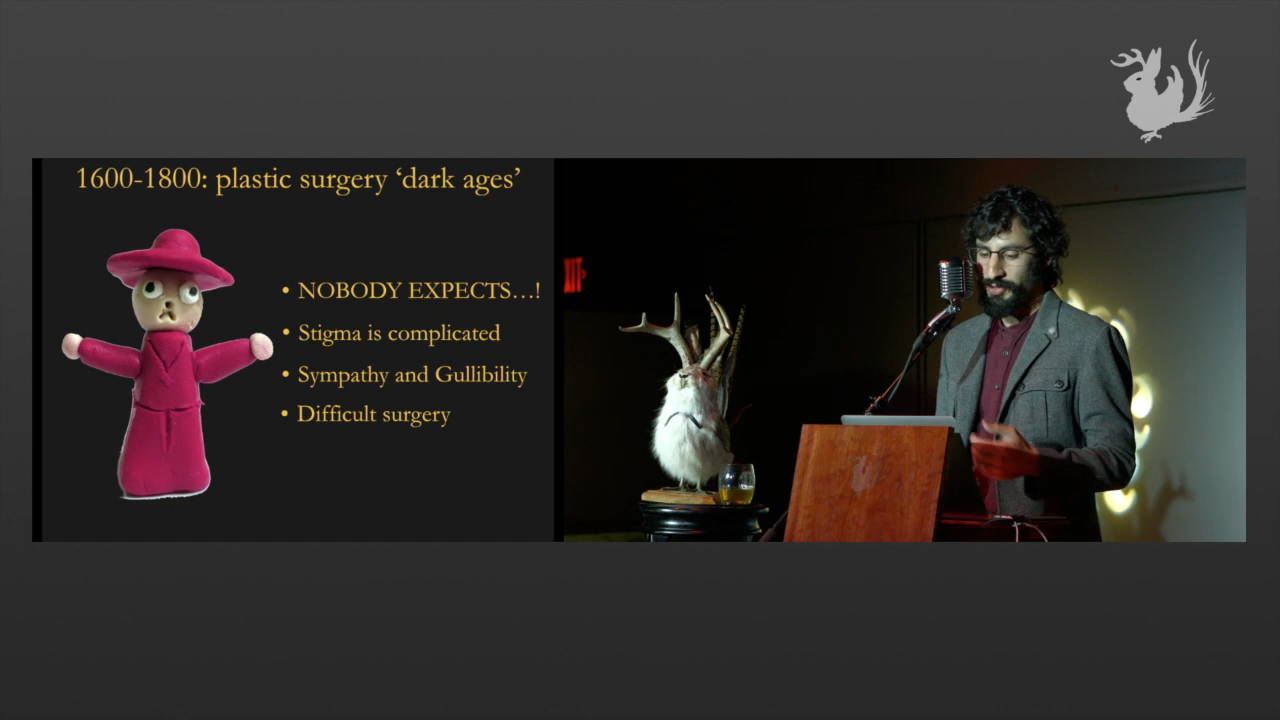 1600-1800: plastic surgery ‘dark ages’
• NOBODY EXPECTS…!
• Stigma is complicated
• Sympathy and Gullibility
• Difficult surgery